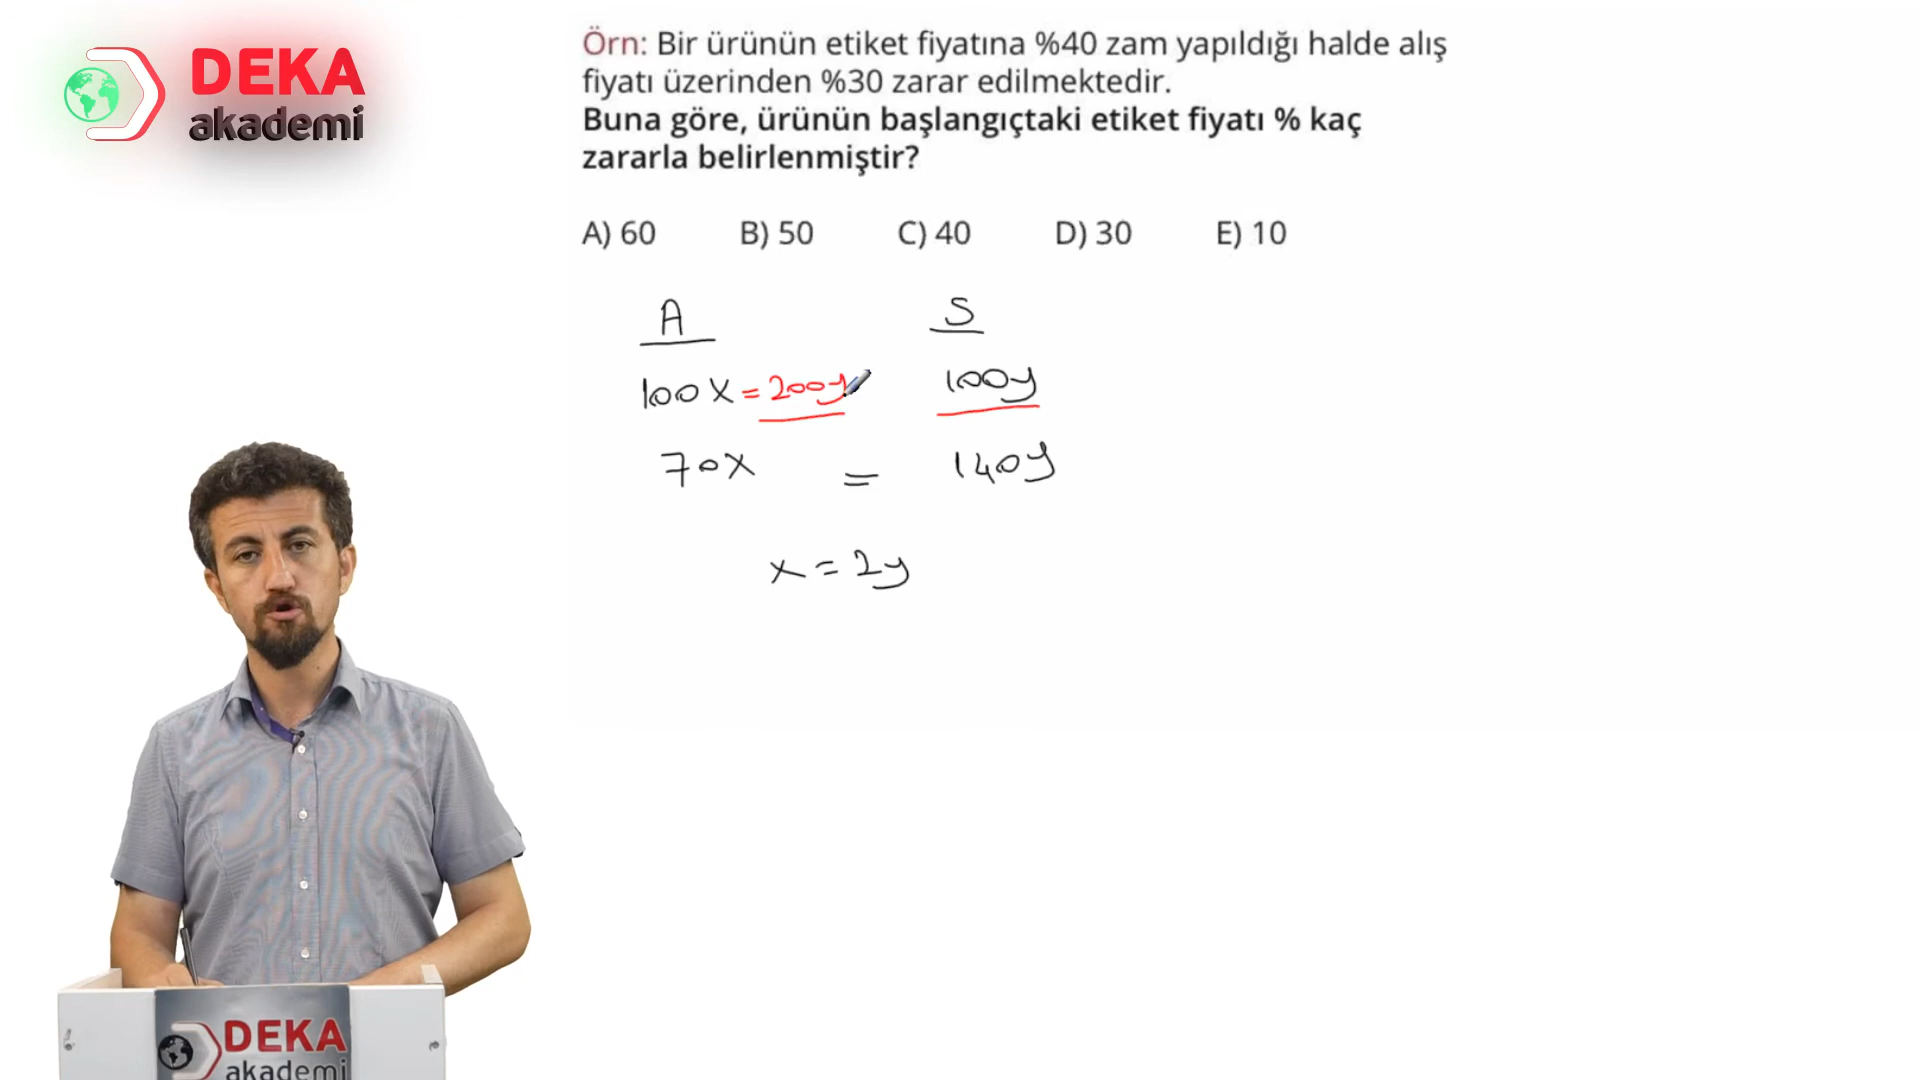 DEKA
akademi
Örn: Bir ürünün etiket fiyatına %40 zam yapıldığı halde alış
fiyatı üzerinden %30 zarar edilmektedir.
Buna göre, ürünün başlangıçtaki etiket fiyatı % kaç
zararla belirlenmiştir?
A) 60 B) 50 C) 40 D) 30 E) 10
A S
100x = 200y 100y
70x = 140y
x = 2y
DEKA
akademi